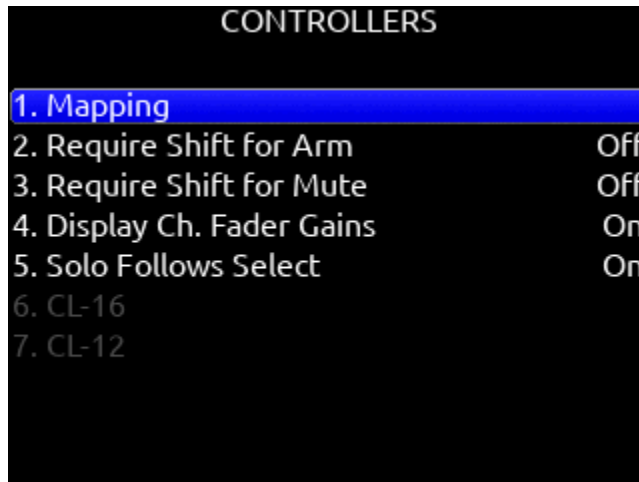 CONTROLLERS
1. Mapping
2. Require Shift for Arm Off
3. Require Shift for Mute Off
4. Display Ch. Fader Gains On
5. Solo Follows Select On
6. CL-16
7. CL-12